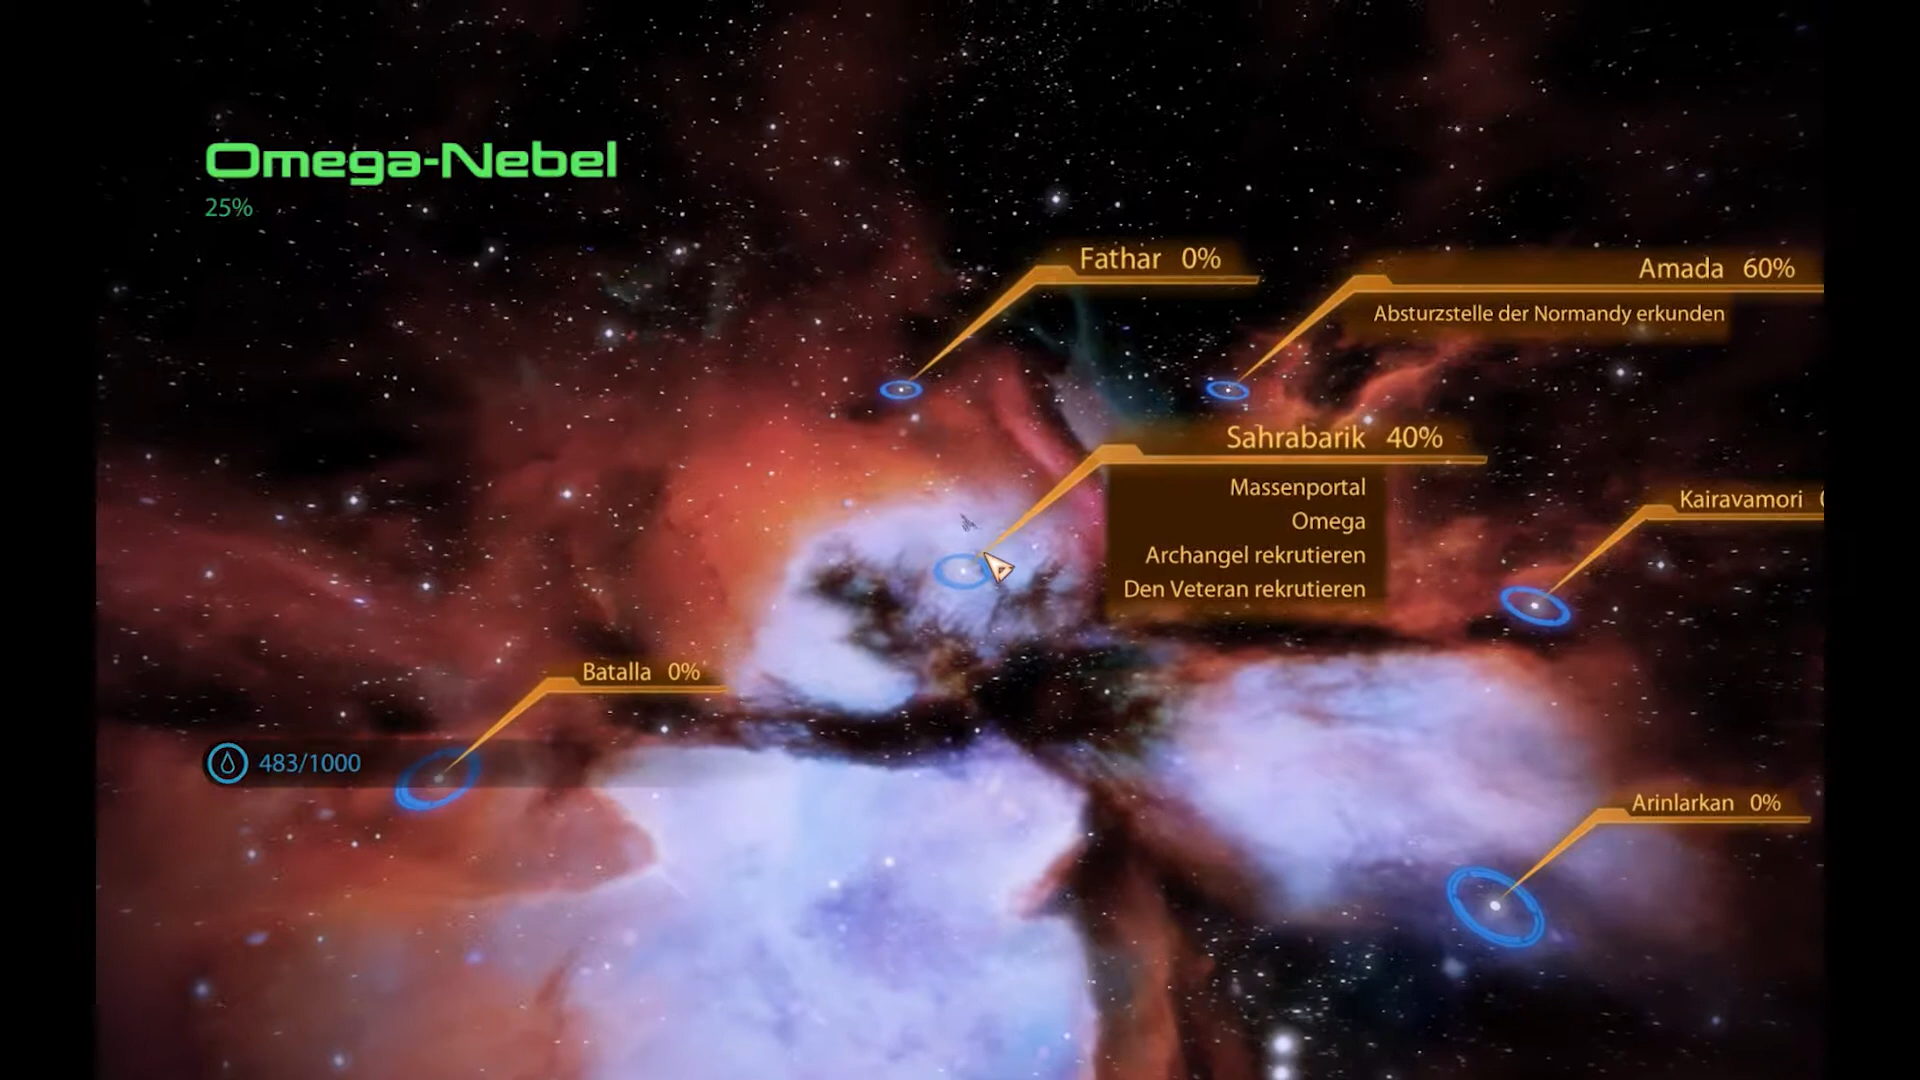 Omega-Nebel
25%
Fathar 0%
Amada 60%
Absturzstelle der Normandy erkunden
Sahrabarik 40%
Massenportal
Omega
Archangel rekrutieren
Den Veteran rekrutieren
Kairavamori
Batalla 0%
483/1000
Arinlarkan 0%